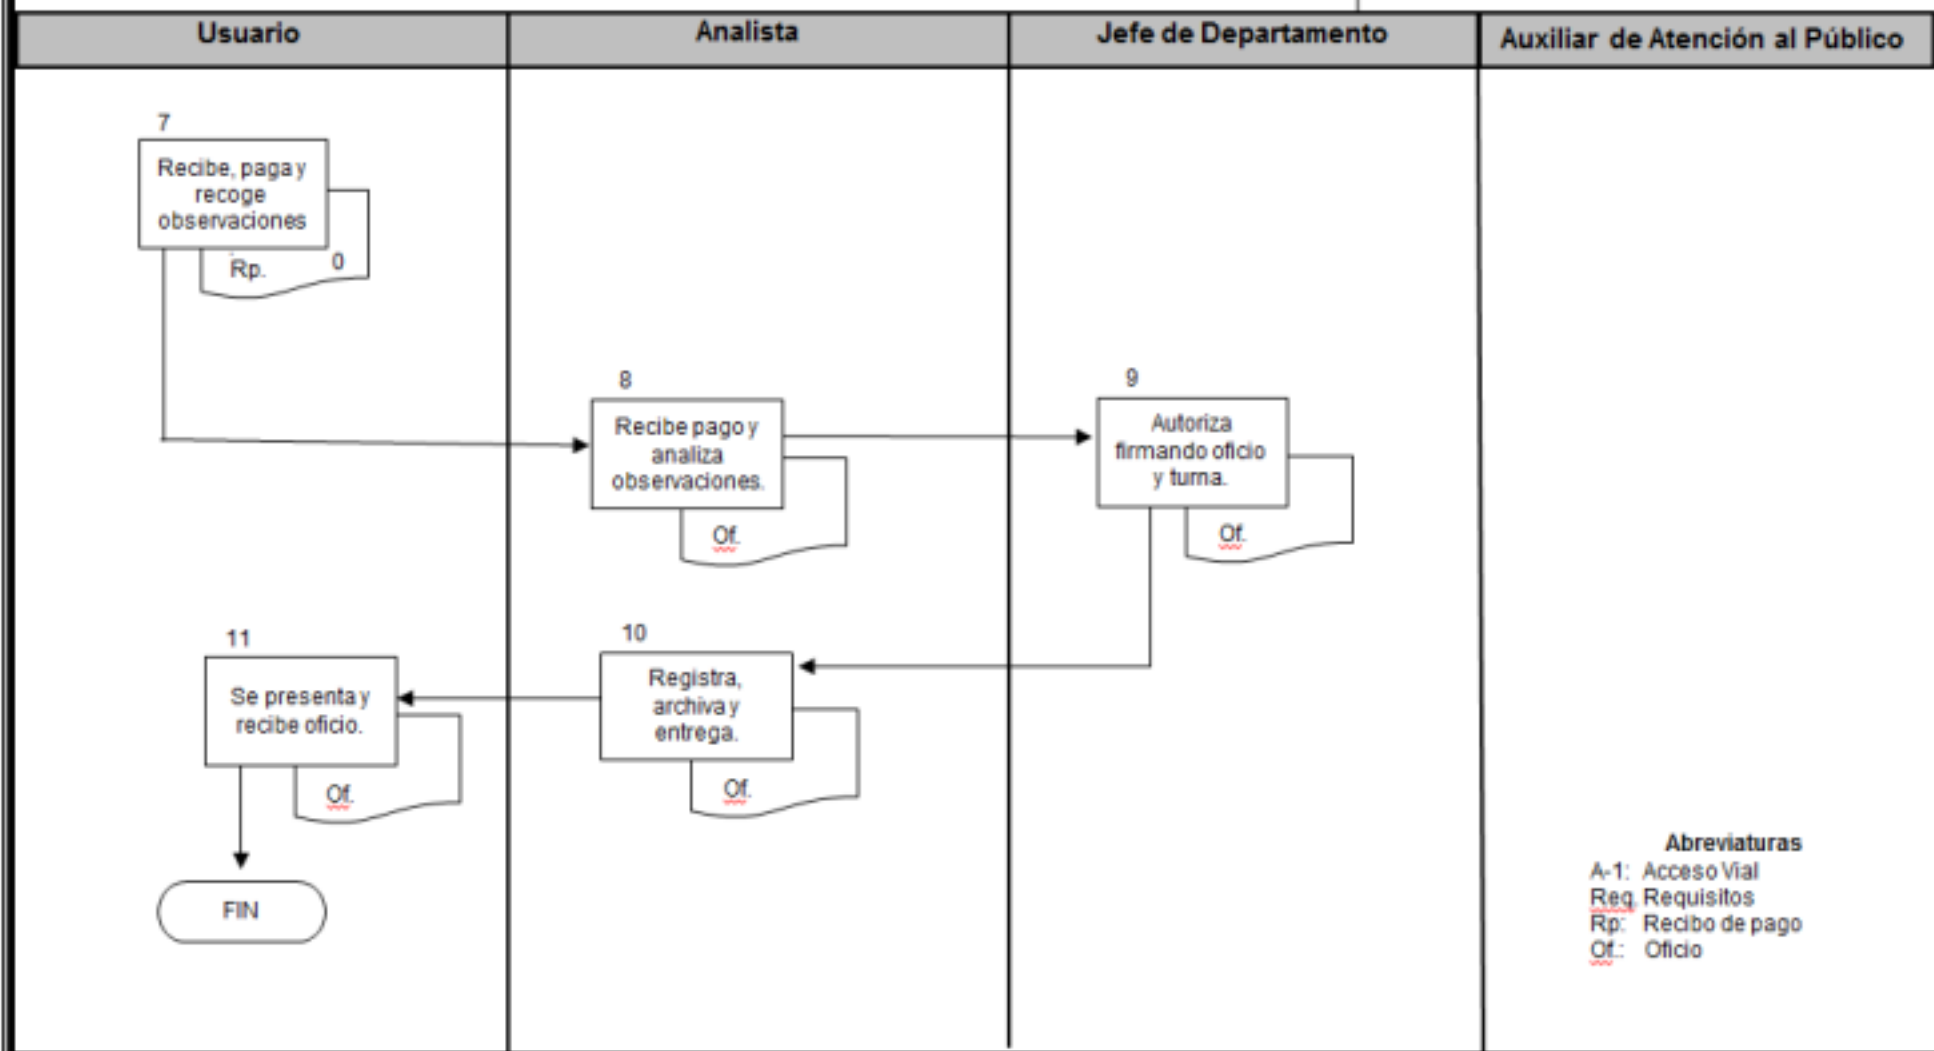 Usuario
Analista
Jefe de Departamento
Auxiliar de Atención al Público
7
Recibe, paga y
recoge
observaciones
Rp.
0
8
Recibe pago y
analiza
observaciones.
Of.
9
Autoriza
firmando oficio
y turna.
Of.
11
Se presenta y
recibe oficio.
Of.
10
Registra,
archiva y
entrega.
Of.
FIN
Abreviaturas
A-1: Acceso Vial
Req. Requisitos
Rp: Recibo de pago
Of.: Oficio